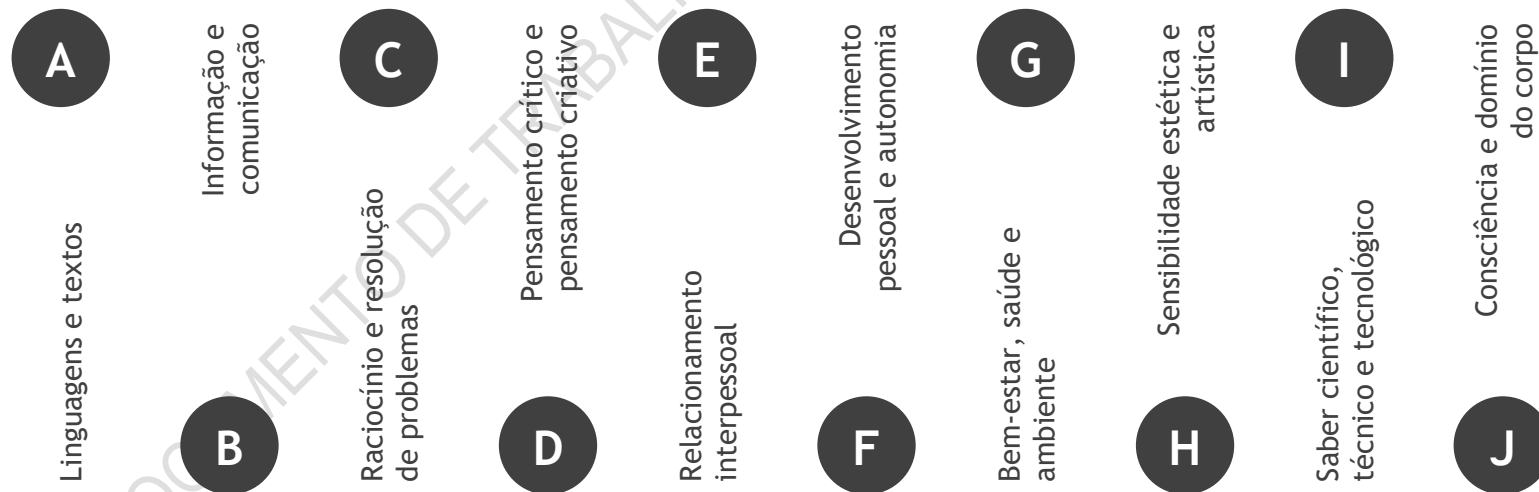 A
Linguagens e textos
B
Informação e
comunicação
C
Raciocínio e resolução
de problemas
D
Pensamento crítico e
pensamento criativo
E
Relacionamento
interpessoal
F
Desenvolvimento
pessoal e autonomia
G
Bem-estar, saúde e
ambiente
H
Sensibilidade estética e
artística
I
Saber científico,
técnico e tecnológico
J
Consciência e domínio
do corpo